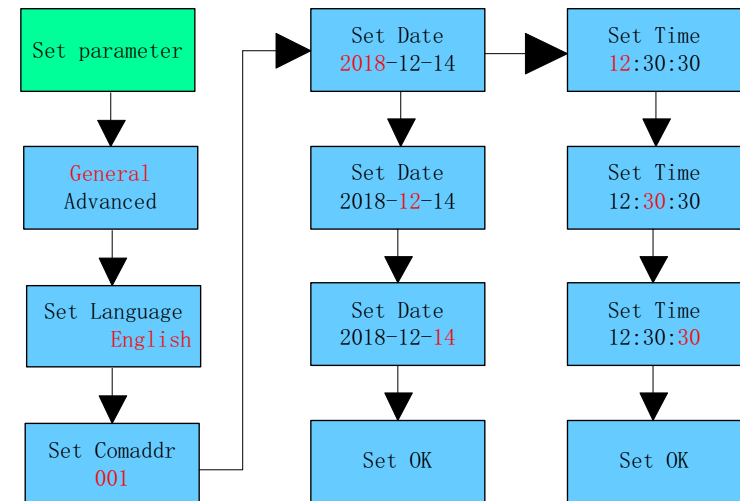 Set parameter
General
Advanced
Set Language
English
Set Comaddr
001
Set Date
2018-12-14
Set Date
2018-12-14
Set Date
2018-12-14
Set OK
Set Time
12:30:30
Set Time
12:30:30
Set Time
12:30:30
Set OK